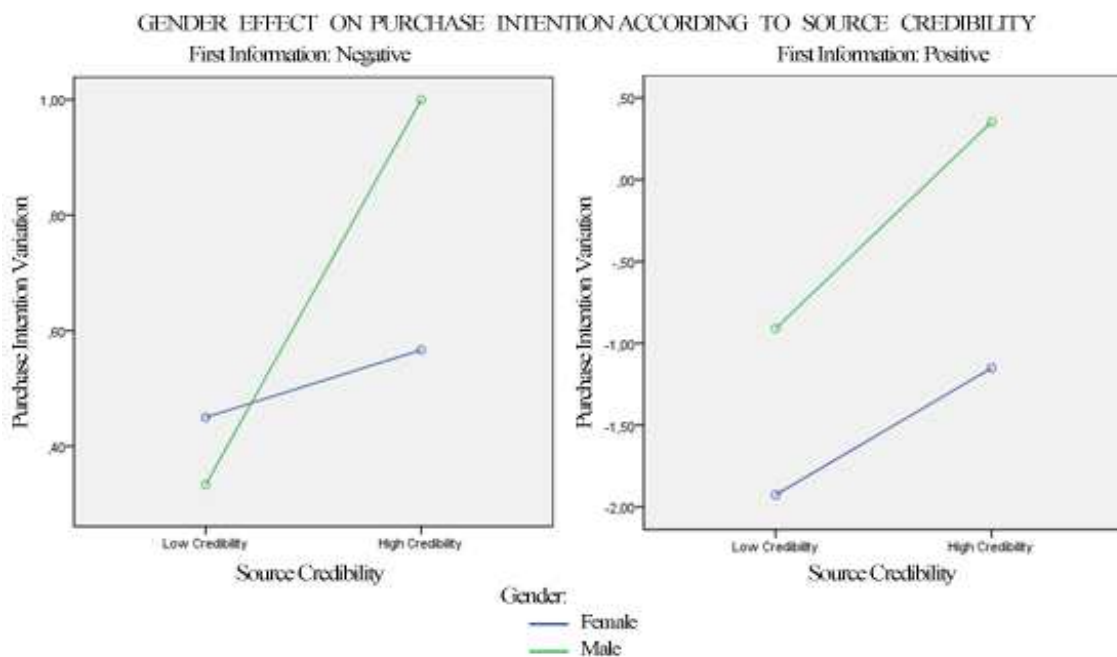 GENDER EFFECT ON PURCHASE INTENTION ACCORDING TO SOURCE CREDIBILITY
First Information: Negative
1,00
,80
,60
,40
Purchase Intention Variation
Low Credibility High Credibility
Source Credibility
First Information: Positive
,50
,00
-,50
-1,00
-1,50
-2,00
Purchase Intention Variation
Low Credibility High Credibility
Source Credibility
Gender:
Female
Male